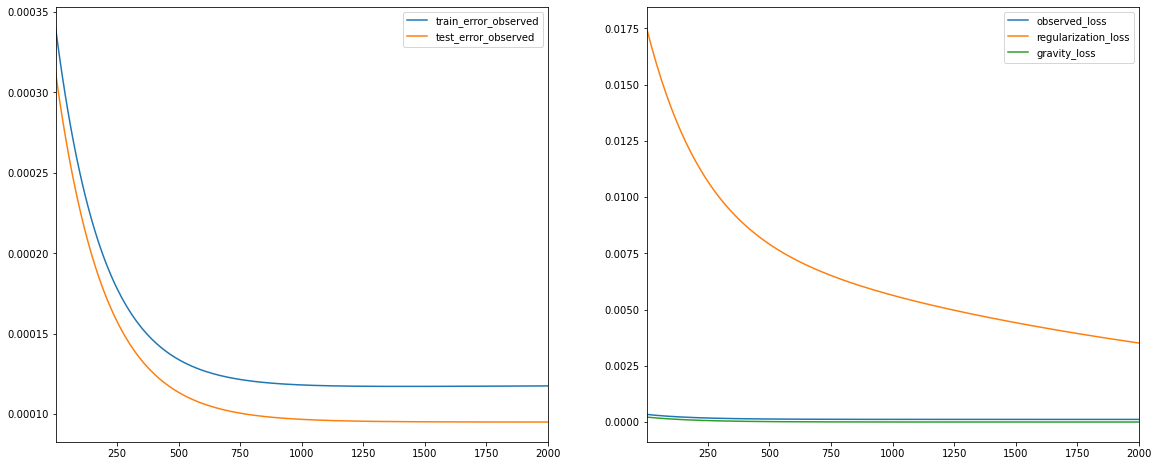 0.00035
0.00030
0.00025
0.00020
0.00015
0.00010
250 500 750 1000 1250 1500 1750 2000
train_error_observed
test_error_observed
0.0175
0.0150
0.0125
0.0100
0.0075
0.0050
0.0025
0.0000
250 500 750 1000 1250 1500 1750 2000
observed_loss
regularization_loss
gravity_loss